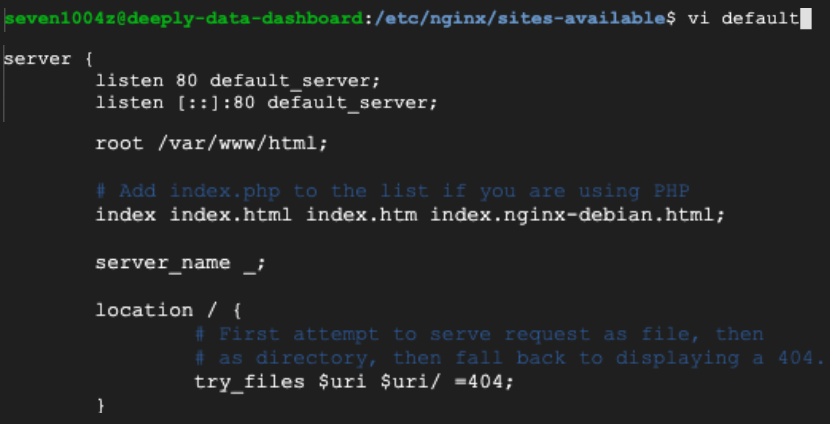 seven1004z@deeply-data-dashboard:/etc/nginx/sites-available$ vi default
server {
listen 80 default_server;
listen [::]:80 default_server;
root /var/www/html;
# Add index.php to the list if you are using PHP
index index.html index.htm index.nginx-debian.html;
server_name _;
location / {
# First attempt to serve request as file, then
# as directory, then fall back to displaying a 404.
try_files $uri $uri/ =404;
}